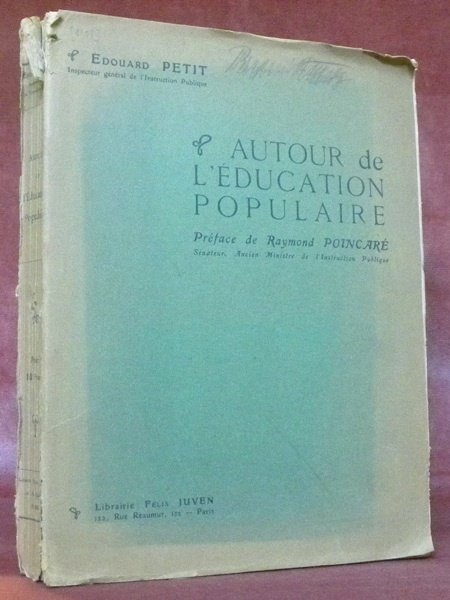 EDOUARD PETIT
Inspecteur général de l'Instruction Publique
AUTOUR de
L'ÉDUCATION
POPULAIRE
Préface de Raymond POINCARÉ
Sénateur, Ancien Ministre de l'Instruction Publique
Librairie FÉLIX JUVEN
122, Rue Réaumur, 122 — Paris